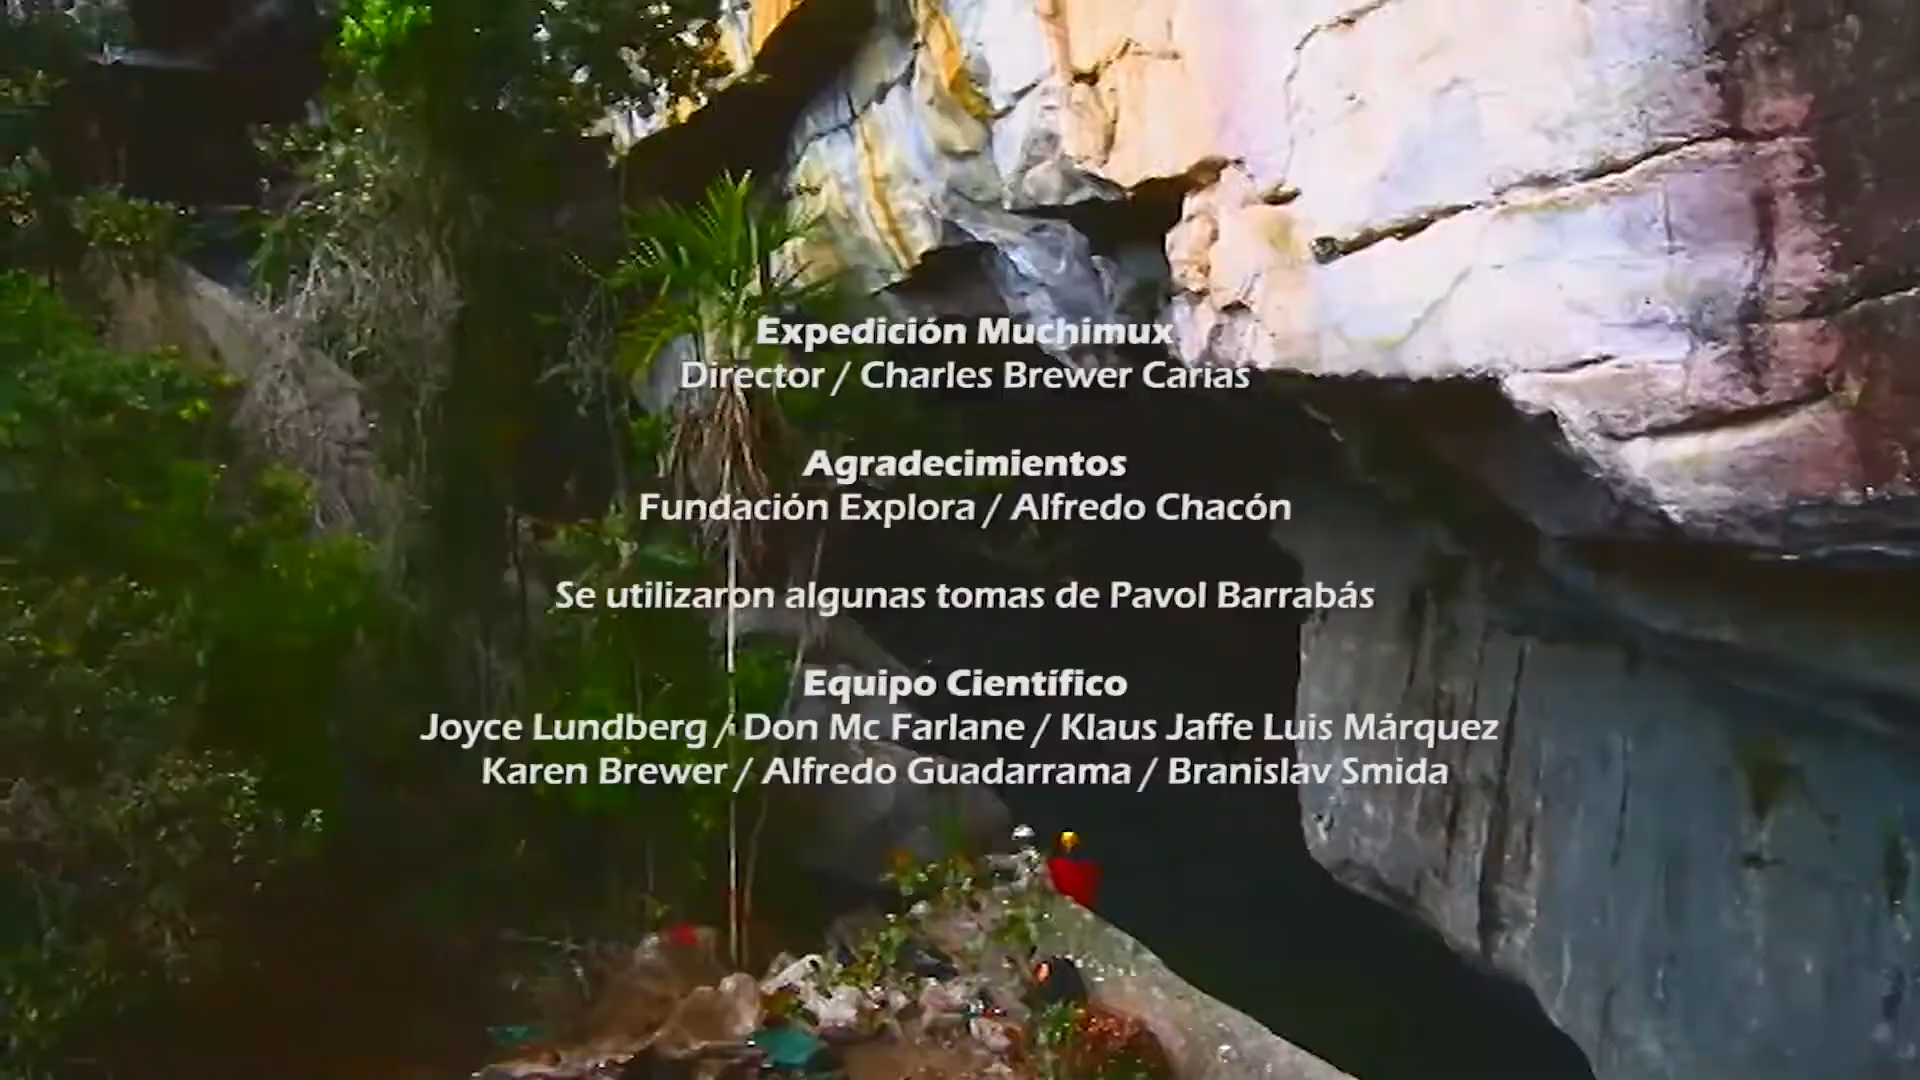 Expedición Muchimux
Director / Charles Brewer Carias
Agradecimientos
Fundación Explora / Alfredo Chacón
Se utilizaron algunas tomas de Pavol Barrabás
Equipo Científico
Joyce Lundberg / Don Mc Farlane / Klaus Jaffe Luis Márquez
Karen Brewer / Alfredo Guadarrama / Branislav Smida